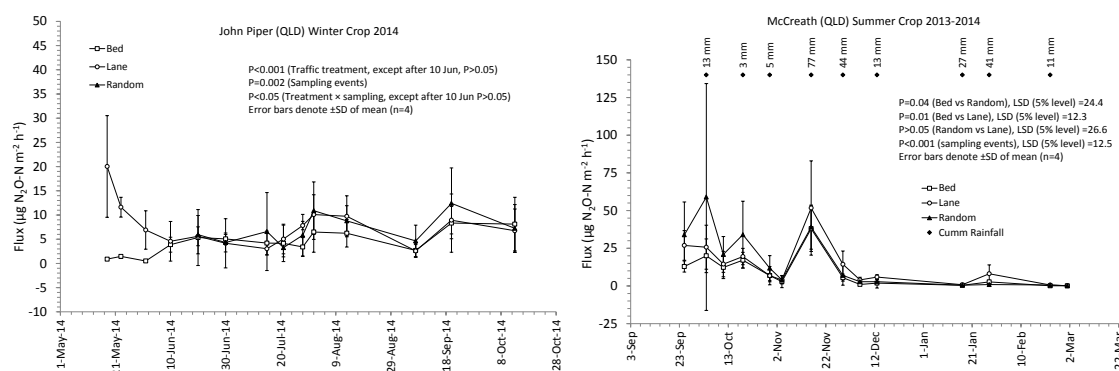 John Piper (QLD) Winter Crop 2014
50
45
40
35
30
25
20
15
10
5
0
-5
-10
Flux (µg N₂O-N m⁻² h⁻¹)
Bed
Lane
Random
P<0.001 (Traffic treatment, except after 10 Jun, P>0.05)
P=0.002 (Sampling events)
P<0.05 (Treatment × sampling, except after 10 Jun P>0.05)
Error bars denote ±SD of mean (n=4)
1-May-14
21-May-14
10-Jun-14
30-Jun-14
20-Jul-14
9-Aug-14
29-Aug-14
18-Sep-14
8-Oct-14
28-Oct-14
McCreath (QLD) Summer Crop 2013-2014
13 mm
3 mm
5 mm
77 mm
44 mm
13 mm
27 mm
41 mm
11 mm
150
125
100
75
50
25
0
-25
Flux (µg N₂O-N m⁻² h⁻¹)
P=0.04 (Bed vs Random), LSD (5% level) =24.4
P=0.01 (Bed vs Lane), LSD (5% level) =12.3
P>0.05 (Random vs Lane), LSD (5% level) =26.6
P<0.001 (sampling events), LSD (5% level) =12.5
Error bars denote ±SD of mean (n=4)
Bed
Lane
Random
Cumm Rainfall
3-Sep
23-Sep
13-Oct
2-Nov
22-Nov
12-Dec
1-Jan
21-Jan
10-Feb
2-Mar